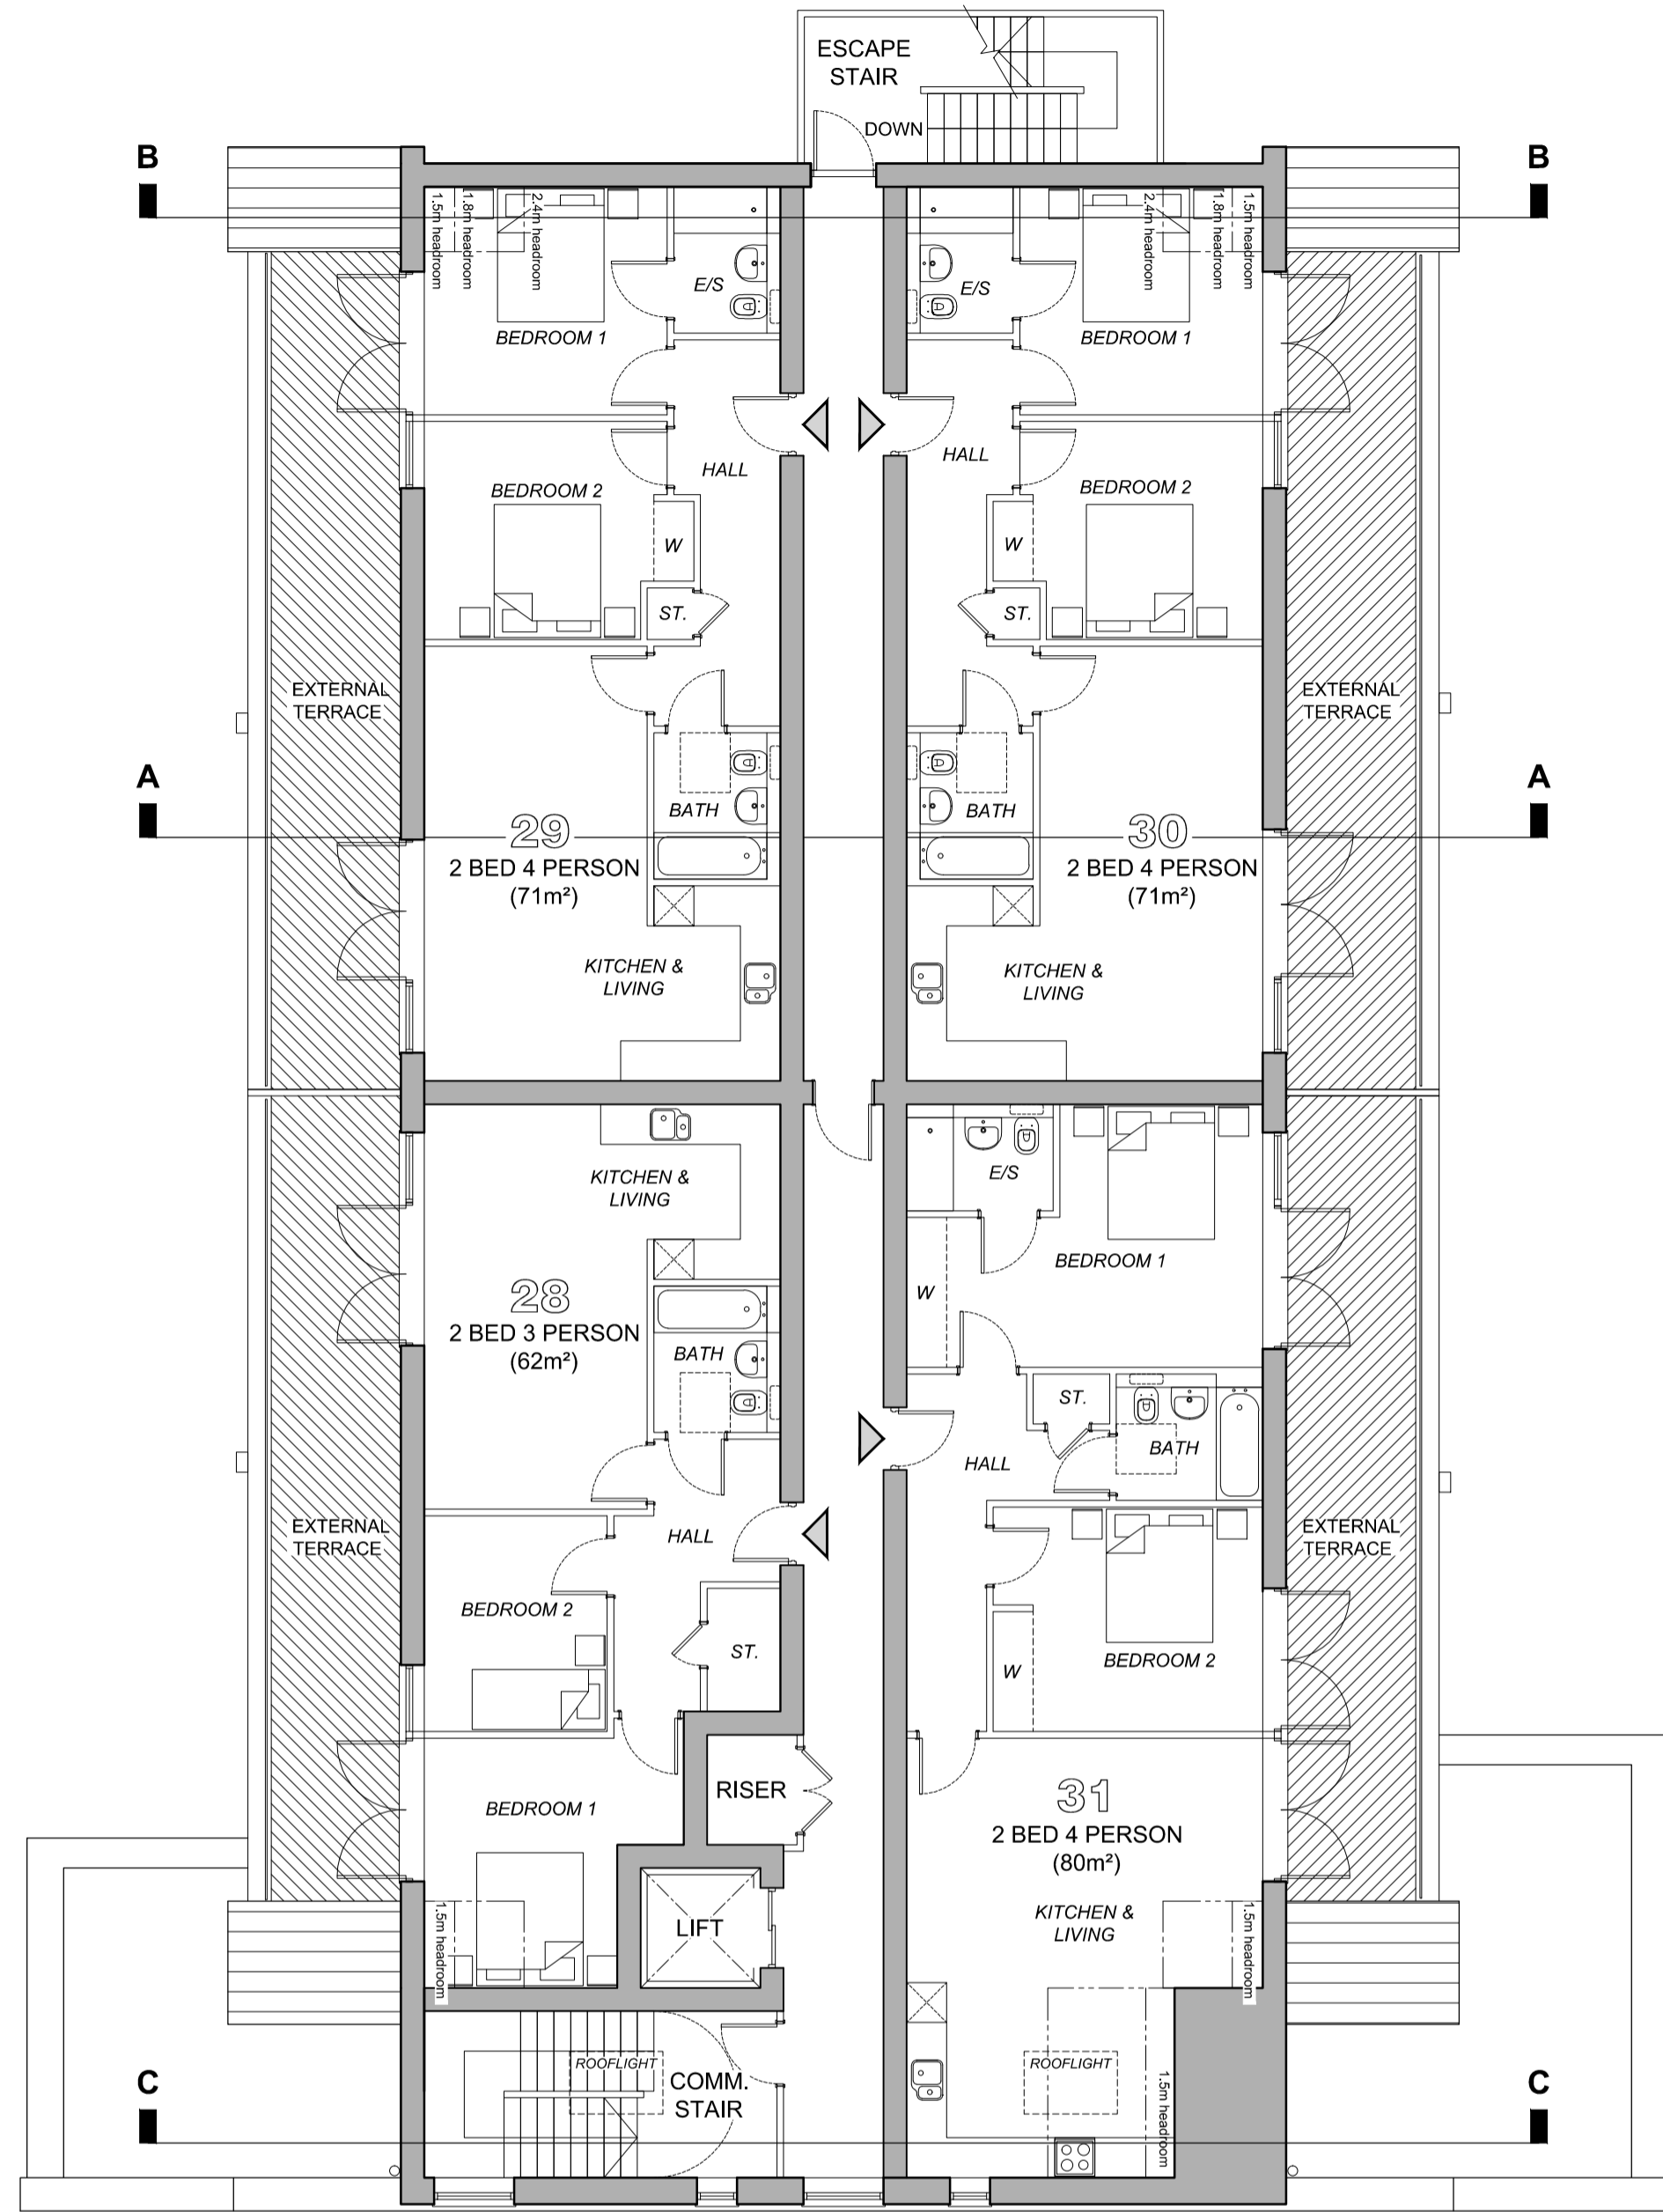 ESCAPE
STAIR
DOWN
B
B
1.5m headroom
1.8m headroom
2.4m headroom
2.4m headroom
1.8m headroom
1.5m headroom
E/S
E/S
BEDROOM 1
BEDROOM 1
HALL
HALL
BEDROOM 2
BEDROOM 2
W
W
ST.
ST.
EXTERNAL
TERRACE
EXTERNAL
TERRACE
A
A
BATH
BATH
29
2 BED 4 PERSON
(71m²)
30
2 BED 4 PERSON
(71m²)
KITCHEN &
LIVING
KITCHEN &
LIVING
KITCHEN &
LIVING
E/S
BEDROOM 1
W
28
2 BED 3 PERSON
(62m²)
BATH
ST.
BATH
HALL
HALL
EXTERNAL
TERRACE
EXTERNAL
TERRACE
BEDROOM 2
ST.
W
BEDROOM 2
RISER
BEDROOM 1
31
2 BED 4 PERSON
(80m²)
KITCHEN &
LIVING
LIFT
1.5m headroom
1.5m headroom
ROOFLIGHT
COMM.
STAIR
ROOFLIGHT
1.5m headroom
C
C